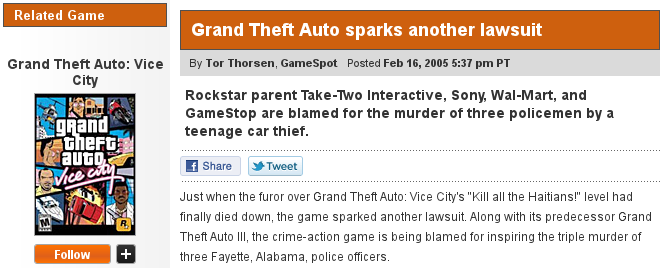 Related Game
Grand Theft Auto: Vice
City
grand
theft
auto
vice city
R
Follow
+
Grand Theft Auto sparks another lawsuit
By Tor Thorsen, GameSpot Posted Feb 16, 2005 5:37 pm PT
Rockstar parent Take-Two Interactive, Sony, Wal-Mart, and
GameStop are blamed for the murder of three policemen by a
teenage car thief.
f Share
Tweet
Just when the furor over Grand Theft Auto: Vice City's "Kill all the Haitians!" level had
finally died down, the game sparked another lawsuit. Along with its predecessor Grand
Theft Auto III, the crime-action game is being blamed for inspiring the triple murder of
three Fayette, Alabama, police officers.